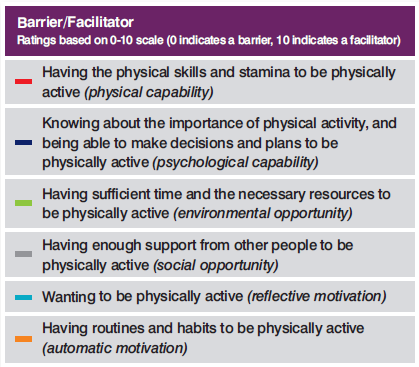 Barrier/Facilitator
Ratings based on 0-10 scale (0 indicates a barrier, 10 indicates a facilitator)
Having the physical skills and stamina to be physically
active (physical capability)
Knowing about the importance of physical activity, and
being able to make decisions and plans to be
physically active (psychological capability)
Having sufficient time and the necessary resources to
be physically active (environmental opportunity)
Having enough support from other people to be
physically active (social opportunity)
Wanting to be physically active (reflective motivation)
Having routines and habits to be physically active
(automatic motivation)